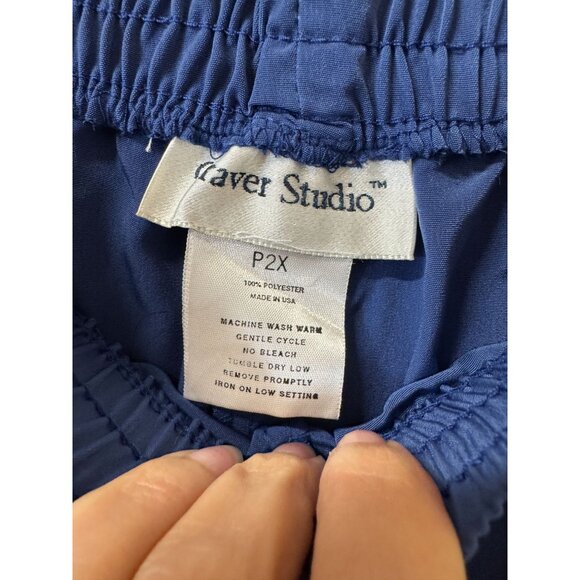 Studio™
P2X
100% POLYESTER
MADE IN USA
MACHINE WASH WARM
GENTLE CYCLE
NO BLEACH
TUMBLE DRY LOW
REMOVE PROMPTLY
IRON ON LOW SETTING